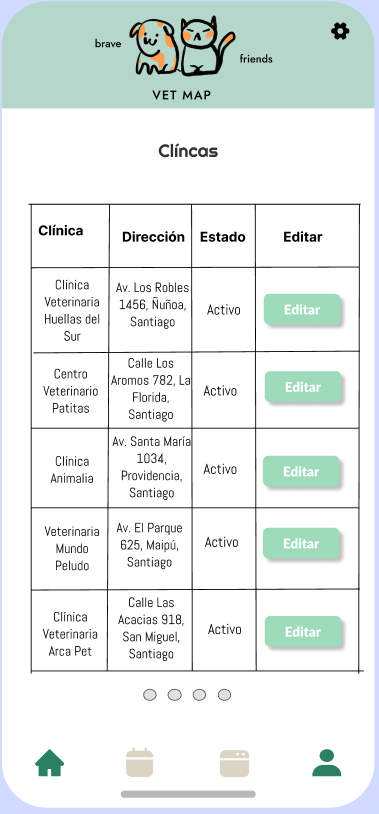 brave
friends
VET MAP
Clíncas
Clínica
Dirección
Estado
Editar
Clínica
Veterinaria
Huellas del
Sur
Av. Los Robles
1456, Ñuñoa,
Santiago
Activo
Editar
Centro
Veterinario
Patitas
Calle Los
Aromos 782, La
Florida,
Santiago
Activo
Editar
Clínica
Animalia
Av. Santa María
1034,
Providencia,
Santiago
Activo
Editar
Veterinaria
Mundo
Peludo
Av. El Parque
625, Maipú,
Santiago
Activo
Editar
Clínica
Veterinaria
Arca Pet
Calle Las
Acacias 918,
San Miguel,
Santiago
Activo
Editar